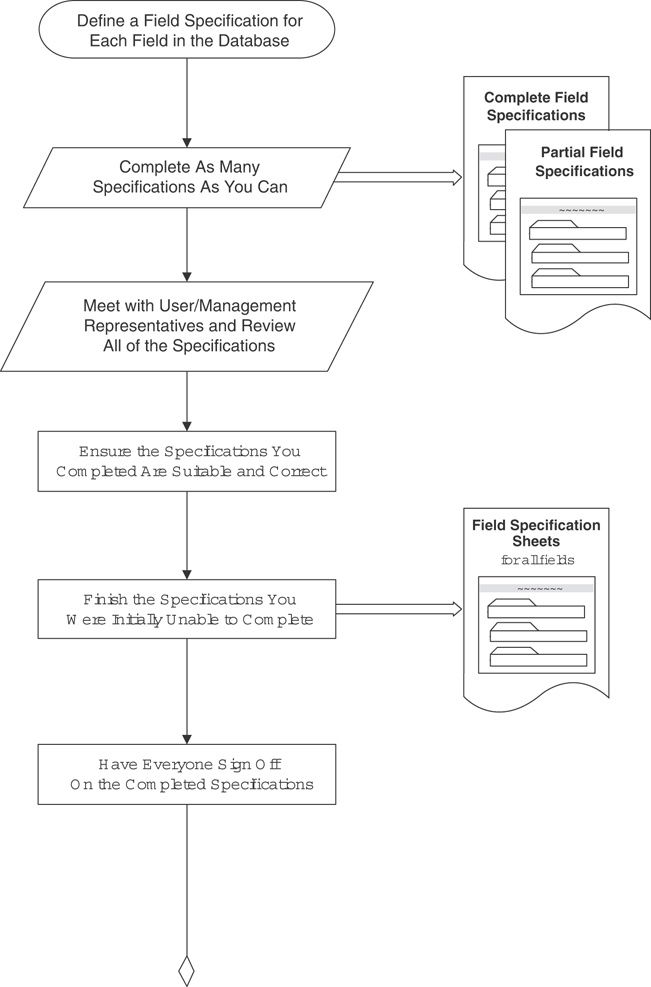 Define a Field Specification for
Each Field in the Database
Complete As Many
Specifications As You Can
Complete Field
Specifications
Partial Field
Specifications
~~~~~~~
Meet with User/Management
Representatives and Review
All of the Specifications
Ensure the Specifications You
Completed Are Suitable and Correct
Finish the Specifications You
Were Initially Unable to Complete
Field Specification
Sheets
for all fields
~~~~~~~
Have Everyone Sign Off
On the Completed Specifications